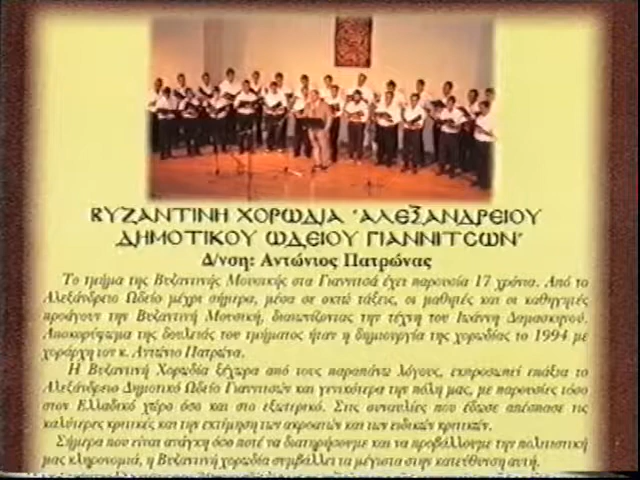 ΒΥΖΑΝΤΙΝΗ ΧΟΡΩΔΙΑ "ΑΛΕΞΑΝΔΡΕΙΟΥ
ΔΗΜΟΤΙΚΟΥ ΩΔΕΙΟΥ ΓΙΑΝΝΙΤΣΩΝ"
Δ/νση: Αντώνιος Πατρώνας
Το τμήμα της Βυζαντινής Μουσικής στα Γιαννιτσά έχει παρουσία 17 χρόνια. Από το
Αλεξάνδρειο Ωδείο μέχρι σήμερα, μέσα σε οκτώ τάξεις, οι μαθητές και οι καθηγητές
προάγουν την Βυζαντινή Μουσική, διαιωνίζοντας την τέχνη του Ιωάννη Δαμασκηνού.
Αποκορύφωμα της δουλειάς του τμήματος ήταν η δημιουργία της χορωδίας το 1994 με
χοράρχη τον κ. Αντώνιο Πατρώνα.
Η Βυζαντινή Χορωδία ξέχωρα από τους παραπάνω λόγους, εκπροσωπεί επάξια το
Αλεξάνδρειο Δημοτικό Ωδείο Γιαννιτσών και γενικότερα την πόλη μας, με παρουσίες τόσο
στον Ελλαδικό χώρο όσο και στο εξωτερικό. Στις συναυλίες που έδωσε απέσπασε τις
καλύτερες κριτικές και την εκτίμηση των ακροατών και των ειδικών κριτικών.
Σήμερα που είναι ανάγκη όσο ποτέ να διατηρήσουμε και να προβάλλουμε την πολιτιστική
μας κληρονομιά, η Βυζαντινή χορωδία συμβάλλει τα μέγιστα στην κατεύθυνση αυτή.